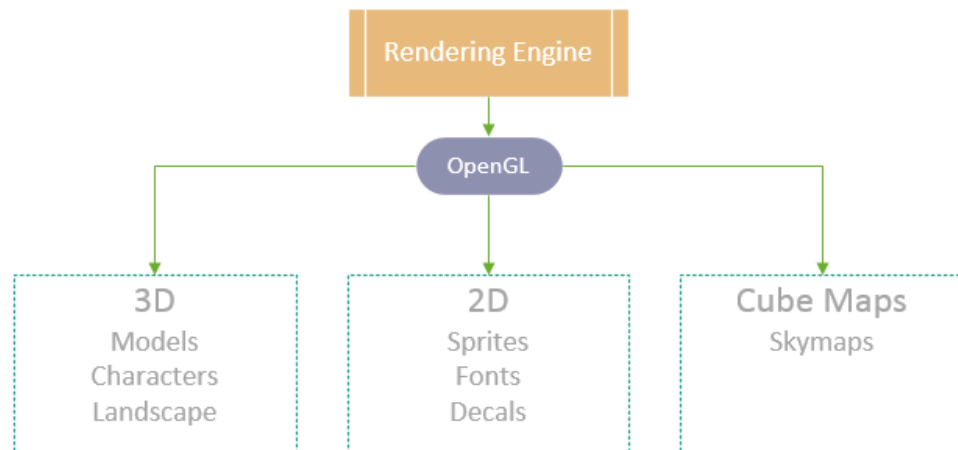 Rendering Engine
OpenGL
3D
Models
Characters
Landscape
2D
Sprites
Fonts
Decals
Cube Maps
Skymaps